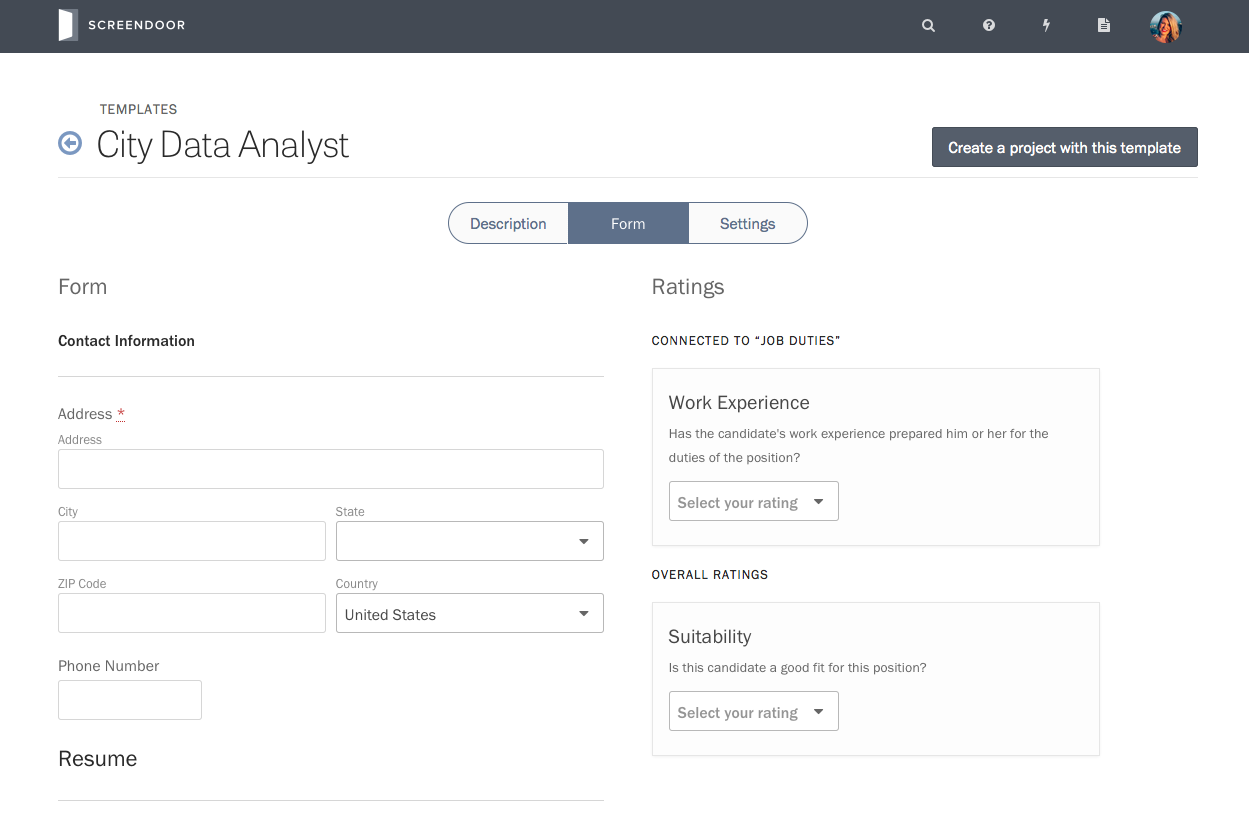 SCREENDOOR
TEMPLATES
City Data Analyst
Create a project with this template
Description
Form
Settings
Form
Contact Information
Address *
Address
City
State
ZIP Code
Country
United States
Phone Number
Resume
Ratings
CONNECTED TO “JOB DUTIES”
Work Experience
Has the candidate's work experience prepared him or her for the
duties of the position?
Select your rating
OVERALL RATINGS
Suitability
Is this candidate a good fit for this position?
Select your rating